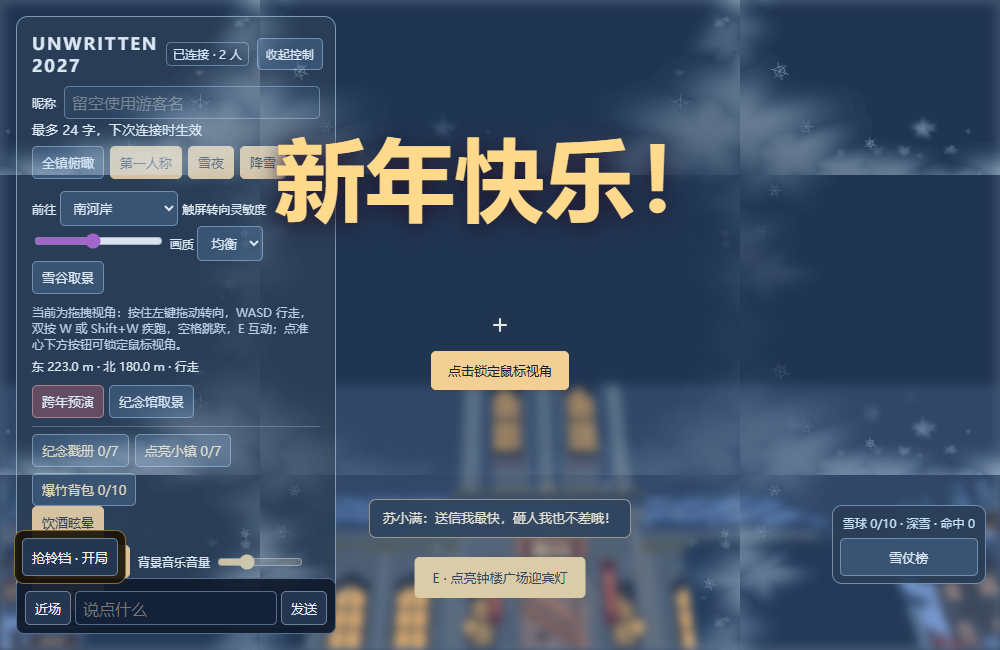 UNWRITTEN 2027
已连接 · 2 人
收起控制
昵称 留空使用游客名
最多 24 字，下次连接时生效
全镇俯瞰 第一人称 雪夜 降雪
新年快乐！
前往 南河岸 触屏转向灵敏度
画质 均衡
雪谷取景
当前为拖拽视角：按住左键拖动转向，WASD 行走，
双按 W 或 Shift+W 疾跑，空格跳跃，E 互动；点准
心下方按钮可锁定鼠标视角。
东 223.0 m · 北 180.0 m · 行走
点击锁定鼠标视角
跨年预演 纪念馆取景
纪念戳册 0/7 点亮小镇 0/7
爆竹背包 0/10
饮酒眩晕
苏小满：送信我最快，砸人我也不差哦！
雪球 0/10 · 深雪 · 命中 0
雪仗榜
抢铃铛 · 开局
背景音乐音量
E · 点亮钟楼广场迎宾灯
近场 说点什么 发送